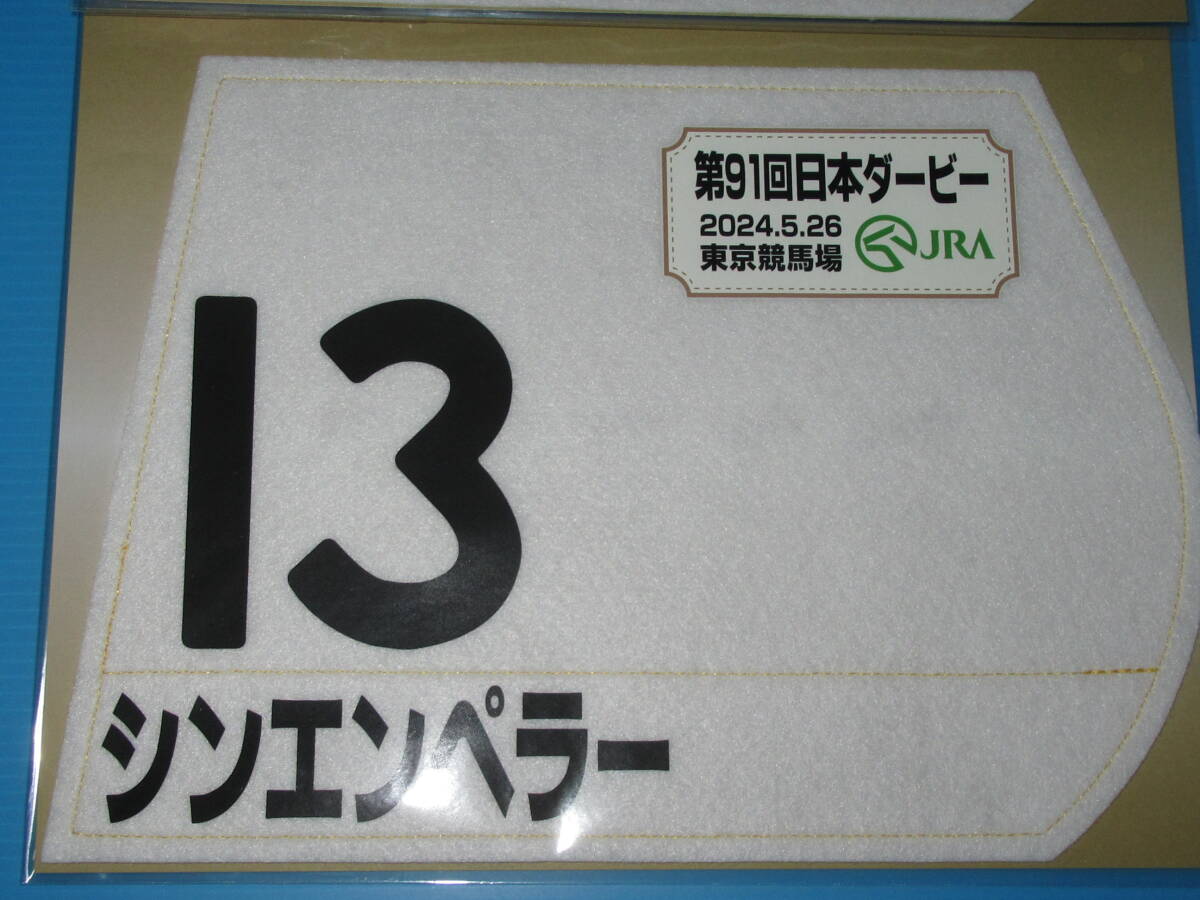 第91回日本ダービー
2024.5.26
東京競馬場
JRA
13
シンエンペラー